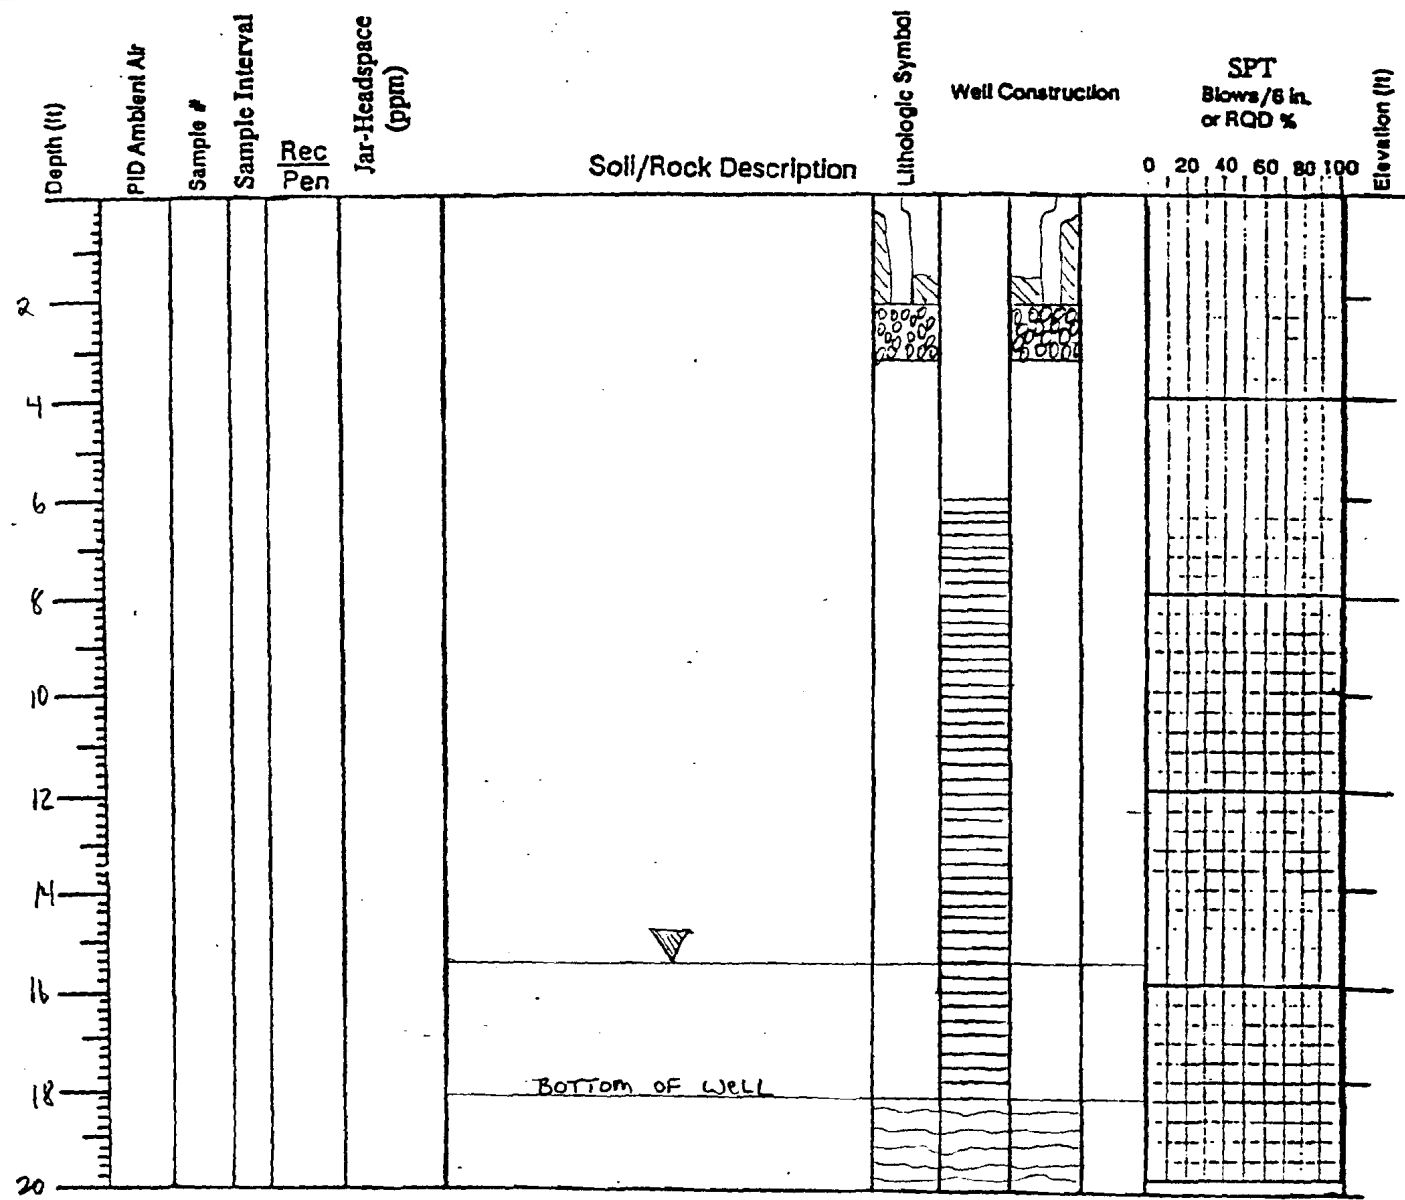 Depth (ft)
PID Ambient Air
Sample #
Sample Interval
Rec
Pen
Jar-Headspace
(ppm)
Soil/Rock Description
Lithologic Symbol
Well Construction
SPT
Blows/6 in.
or RQD %
0 20 40 60 80 100
Elevation (ft)
2
4
6
8
10
12
14
16
18
BOTTOM OF WELL
20